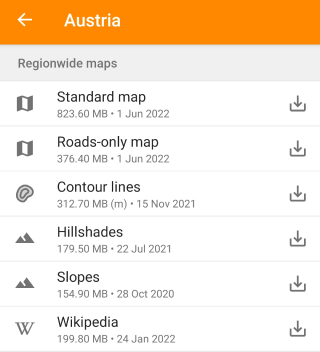 Austria
Regionwide maps
Standard map
823.60 MB • 1 Jun 2022
Roads-only map
376.40 MB • 1 Jun 2022
Contour lines
312.70 MB (m) • 15 Nov 2021
Hillshades
179.50 MB • 22 Jul 2021
Slopes
154.90 MB • 28 Oct 2020
W Wikipedia
199.80 MB • 24 Jan 2022